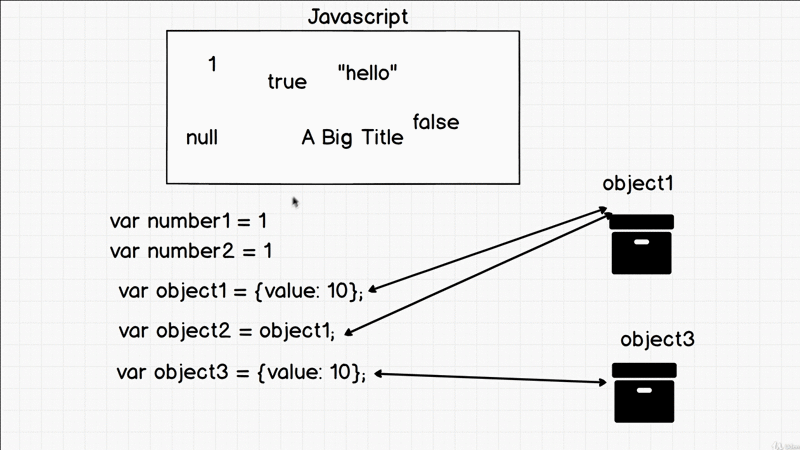 Javascript
1
true
"hello"
null
A Big Title
false
object1
var number1 = 1
var number2 = 1
var object1 = {value: 10};
var object2 = object1;
object3
var object3 = {value: 10};